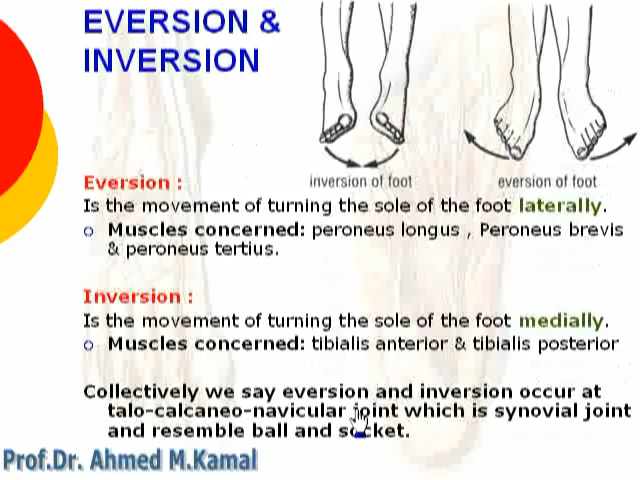 EVERSION &
INVERSION
inversion of foot
eversion of foot
Eversion :
Is the movement of turning the sole of the foot laterally.
o Muscles concerned: peroneus longus , Peroneus brevis
& peroneus tertius.
Inversion :
Is the movement of turning the sole of the foot medially.
o Muscles concerned: tibialis anterior & tibialis posterior
Collectively we say eversion and inversion occur at
talo-calcaneo-navicular joint which is synovial joint
and resemble ball and socket.
Prof.Dr. Ahmed M.Kamal